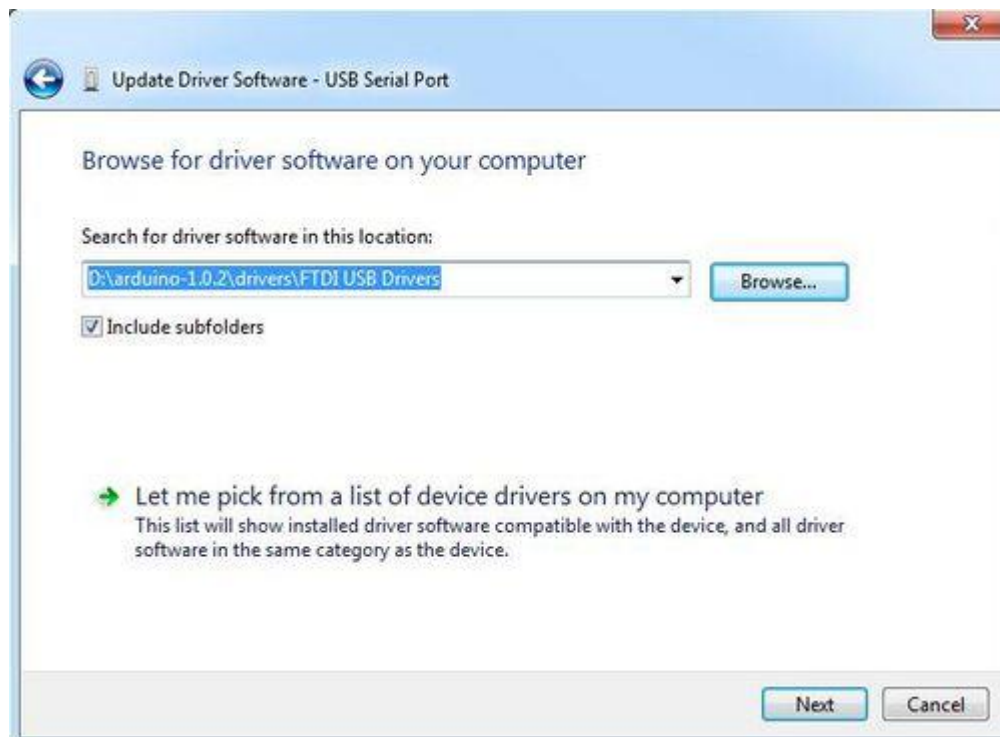 Update Driver Software - USB Serial Port
Browse for driver software on your computer
Search for driver software in this location:
D:\arduino-1.0.2\drivers\FTDI USB Drivers
Browse...
Include subfolders
Let me pick from a list of device drivers on my computer
This list will show installed driver software compatible with the device, and all driver
software in the same category as the device.
Next
Cancel